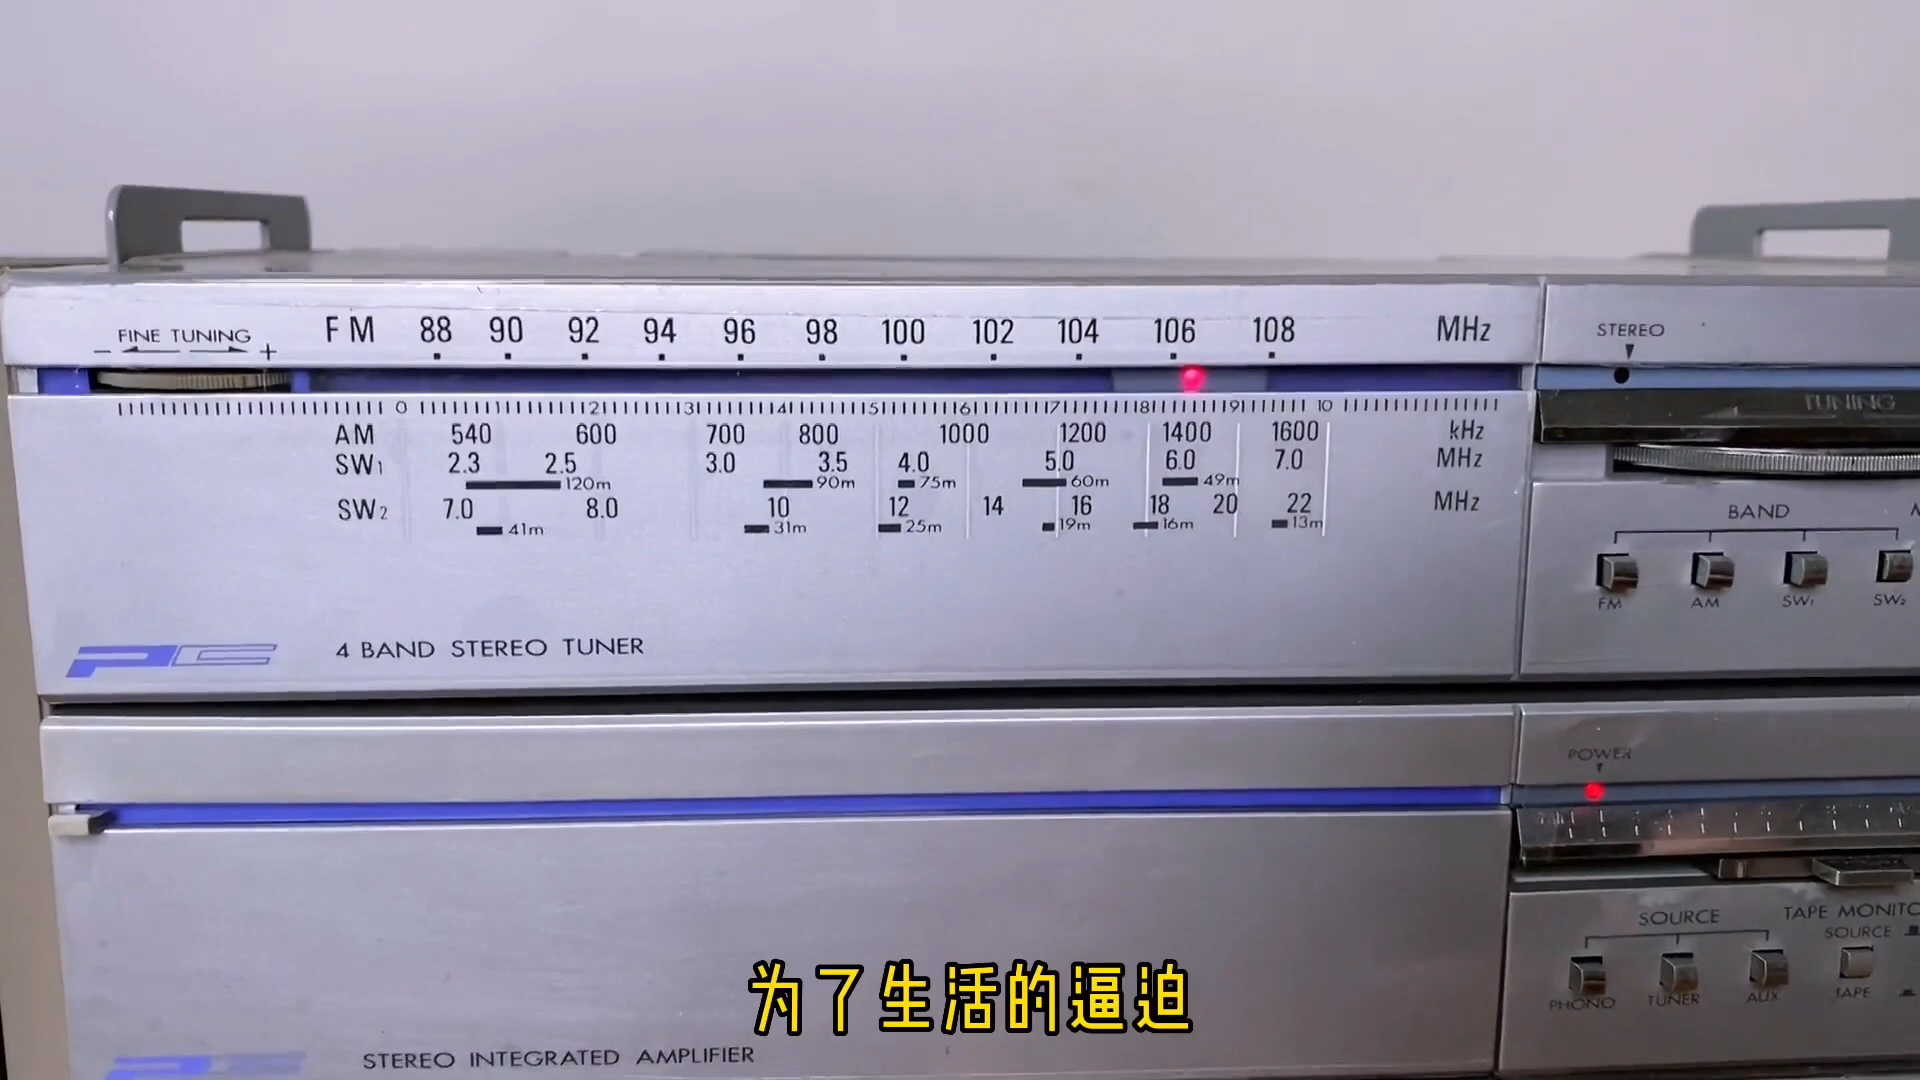 FINE TUNING
− +
FM 88 90 92 94 96 98 100 102 104 106 108 MHz
STEREO
TUNING
0 1 2 3 4 5 6 7 8 9 10
AM 540 600 700 800 1000 1200 1400 1600 kHz
SW1 2.3 2.5 3.0 3.5 4.0 5.0 6.0 7.0 MHz
120m 90m 75m 60m 49m
SW2 7.0 8.0 10 12 14 16 18 20 22 MHz
41m 31m 25m 19m 16m 13m
BAND
FM AM SW1 SW2
PC
4 BAND STEREO TUNER
POWER
SOURCE
TAPE MONITO
SOURCE
PHONO TUNER AUX TAPE
为了生活的逼迫
STEREO INTEGRATED AMPLIFIER